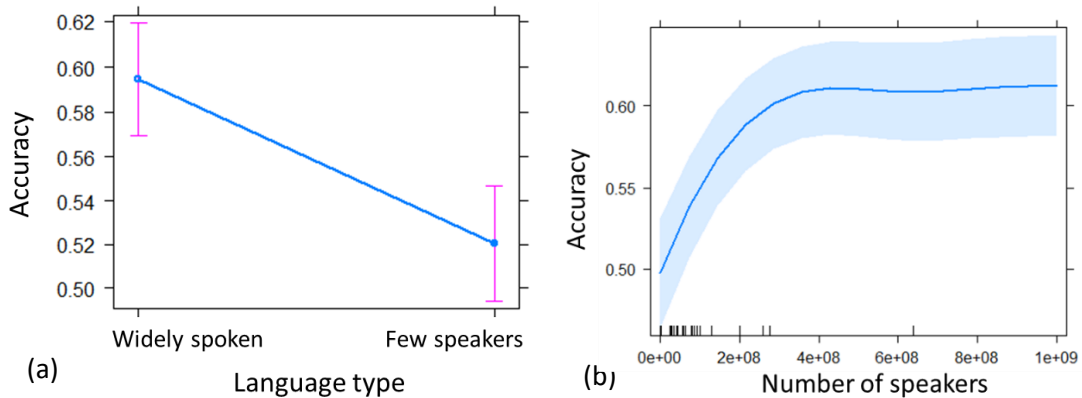 0.62
0.60
0.58
0.56
0.54
0.52
0.50
Accuracy
Widely spoken
Few speakers
(a)
Language type
0.60
0.55
0.50
Accuracy
0e+00
2e+08
4e+08
6e+08
8e+08
1e+09
(b)
Number of speakers